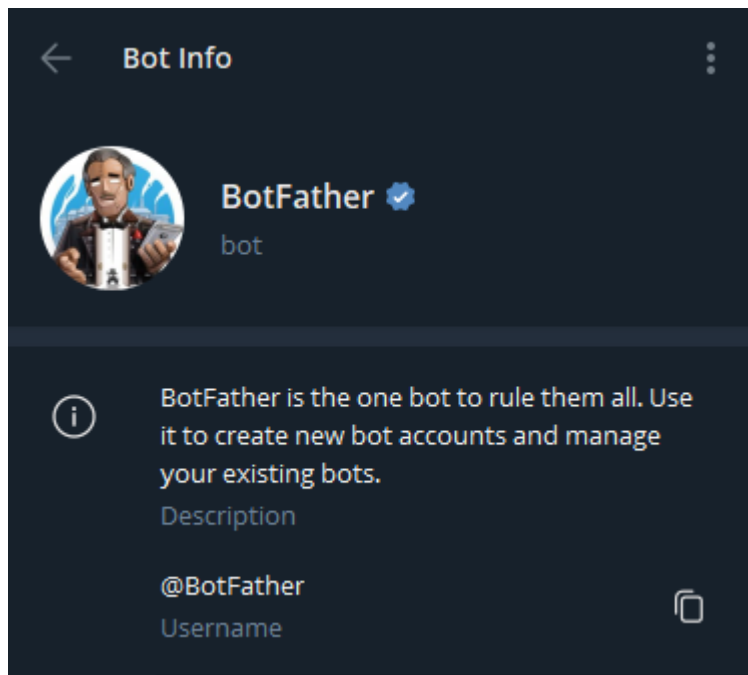 Bot Info
BotFather
bot
BotFather is the one bot to rule them all. Use
it to create new bot accounts and manage
your existing bots.
Description
@BotFather
Username